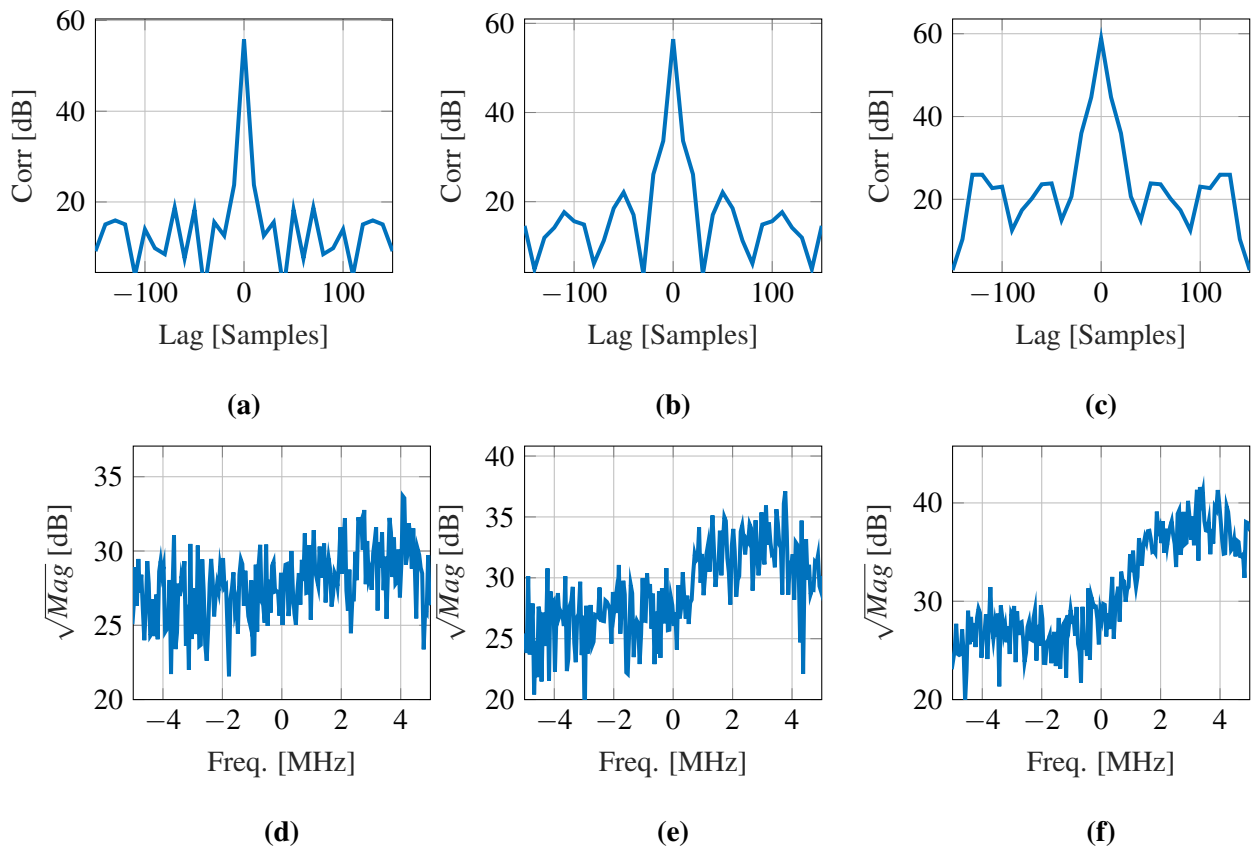 60
40
20
Corr [dB]
−100 0 100
Lag [Samples]
(a)
60
40
20
Corr [dB]
−100 0 100
Lag [Samples]
(b)
60
40
20
Corr [dB]
−100 0 100
Lag [Samples]
(c)
35
30
25
20
√Mag [dB]
−4 −2 0 2 4
Freq. [MHz]
(d)
40
35
30
25
20
√Mag [dB]
−4 −2 0 2 4
Freq. [MHz]
(e)
40
30
20
√Mag [dB]
−4 −2 0 2 4
Freq. [MHz]
(f)